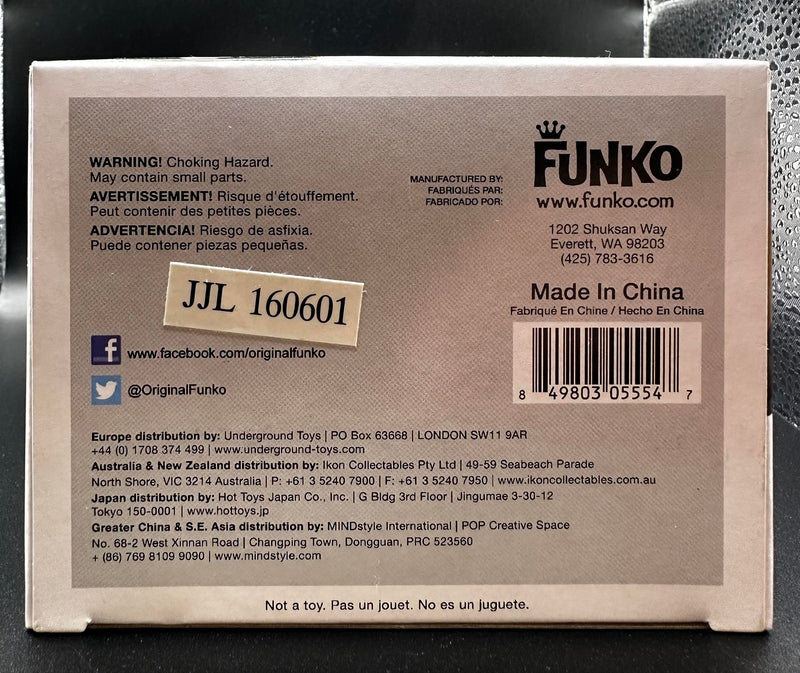 WARNING! Choking Hazard.
May contain small parts.
AVERTISSEMENT! Risque d'étouffement.
Peut contenir des petites pièces.
ADVERTENCIA! Riesgo de asfixia.
Puede contener piezas pequeñas.
MANUFACTURED BY:
FABRIQUÉS PAR:
FABRICADO POR:
FUNKO
www.funko.com
1202 Shuksan Way
Everett, WA 98203
(425) 783-3616
Made In China
Fabriqué En Chine / Hecho En China
8 49803 05554 7
JJL 160601
f www.facebook.com/originalfunko
@OriginalFunko
Europe distribution by: Underground Toys | PO Box 63668 | LONDON SW11 9AR
+44 (0) 1708 374 499 | www.underground-toys.com
Australia & New Zealand distribution by: Ikon Collectables Pty Ltd | 49-59 Seabeach Parade
North Shore, VIC 3214 Australia | P: +61 3 5240 7900 | F: +61 3 5240 7950 | www.ikoncollectables.com.au
Japan distribution by: Hot Toys Japan Co., Inc. | G Bldg 3rd Floor | Jingumae 3-30-12
Tokyo 150-0001 | www.hottoys.jp
Greater China & S.E. Asia distribution by: MINDstyle International | POP Creative Space
No. 68-2 West Xinnan Road | Changping Town, Dongguan, PRC 523560
+ (86) 769 8109 9090 | www.mindstyle.com
Not a toy. Pas un jouet. No es un juguete.